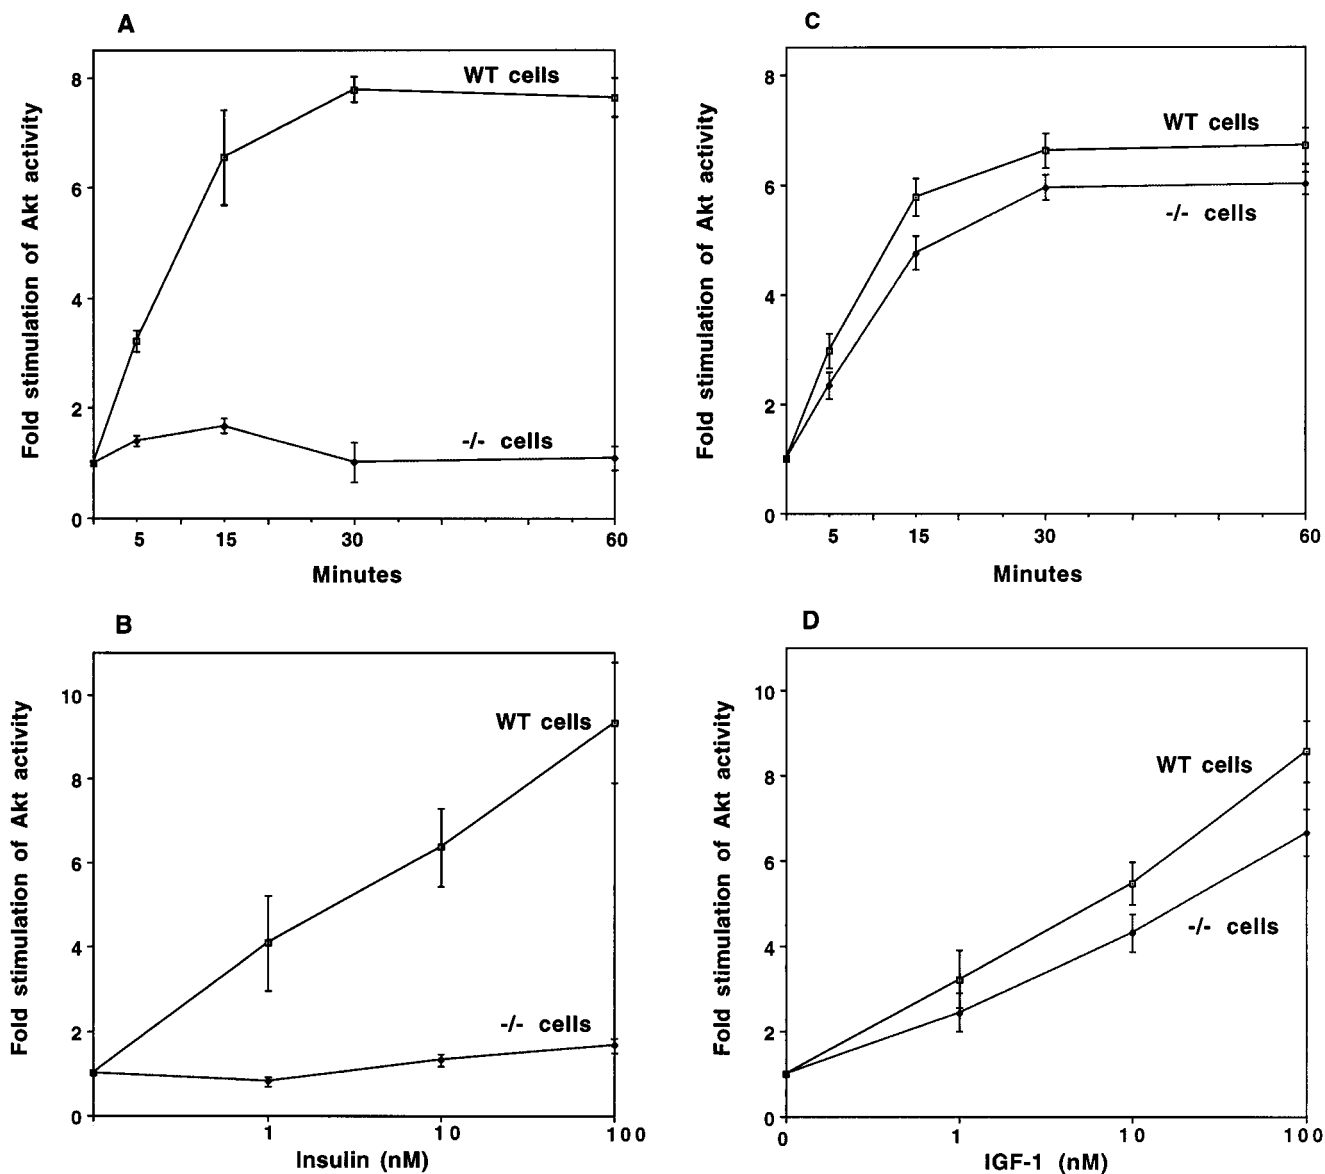 A
Fold stimulation of Akt activity
8
6
4
2
0
WT cells
-/- cells
5 15 30 60
Minutes
C
Fold stimulation of Akt activity
8
6
4
2
0
WT cells
-/- cells
5 15 30 60
Minutes
B
Fold stimulation of Akt activity
10
8
6
4
2
0
WT cells
-/- cells
1 10 100
Insulin (nM)
D
Fold stimulation of Akt activity
10
8
6
4
2
0
WT cells
-/- cells
0 1 10 100
IGF-1 (nM)